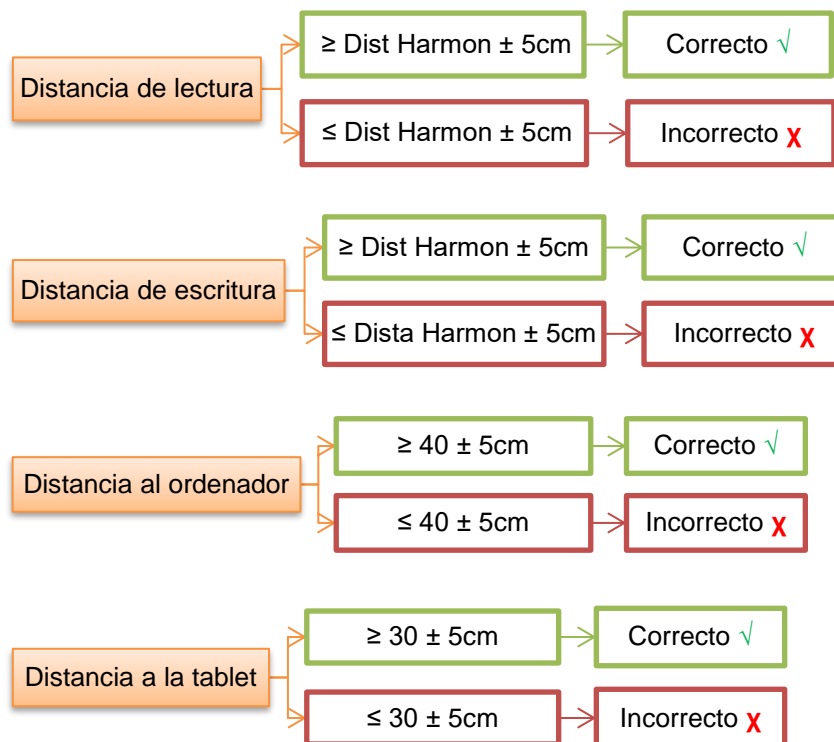 ≥ Dist Harmon ± 5cm
Correcto √
Distancia de lectura
≤ Dist Harmon ± 5cm
Incorrecto X
≥ Dist Harmon ± 5cm
Correcto √
Distancia de escritura
≤ Dista Harmon ± 5cm
Incorrecto X
≥ 40 ± 5cm
Correcto √
Distancia al ordenador
≤ 40 ± 5cm
Incorrecto X
≥ 30 ± 5cm
Correcto √
Distancia a la tablet
≤ 30 ± 5cm
Incorrecto X